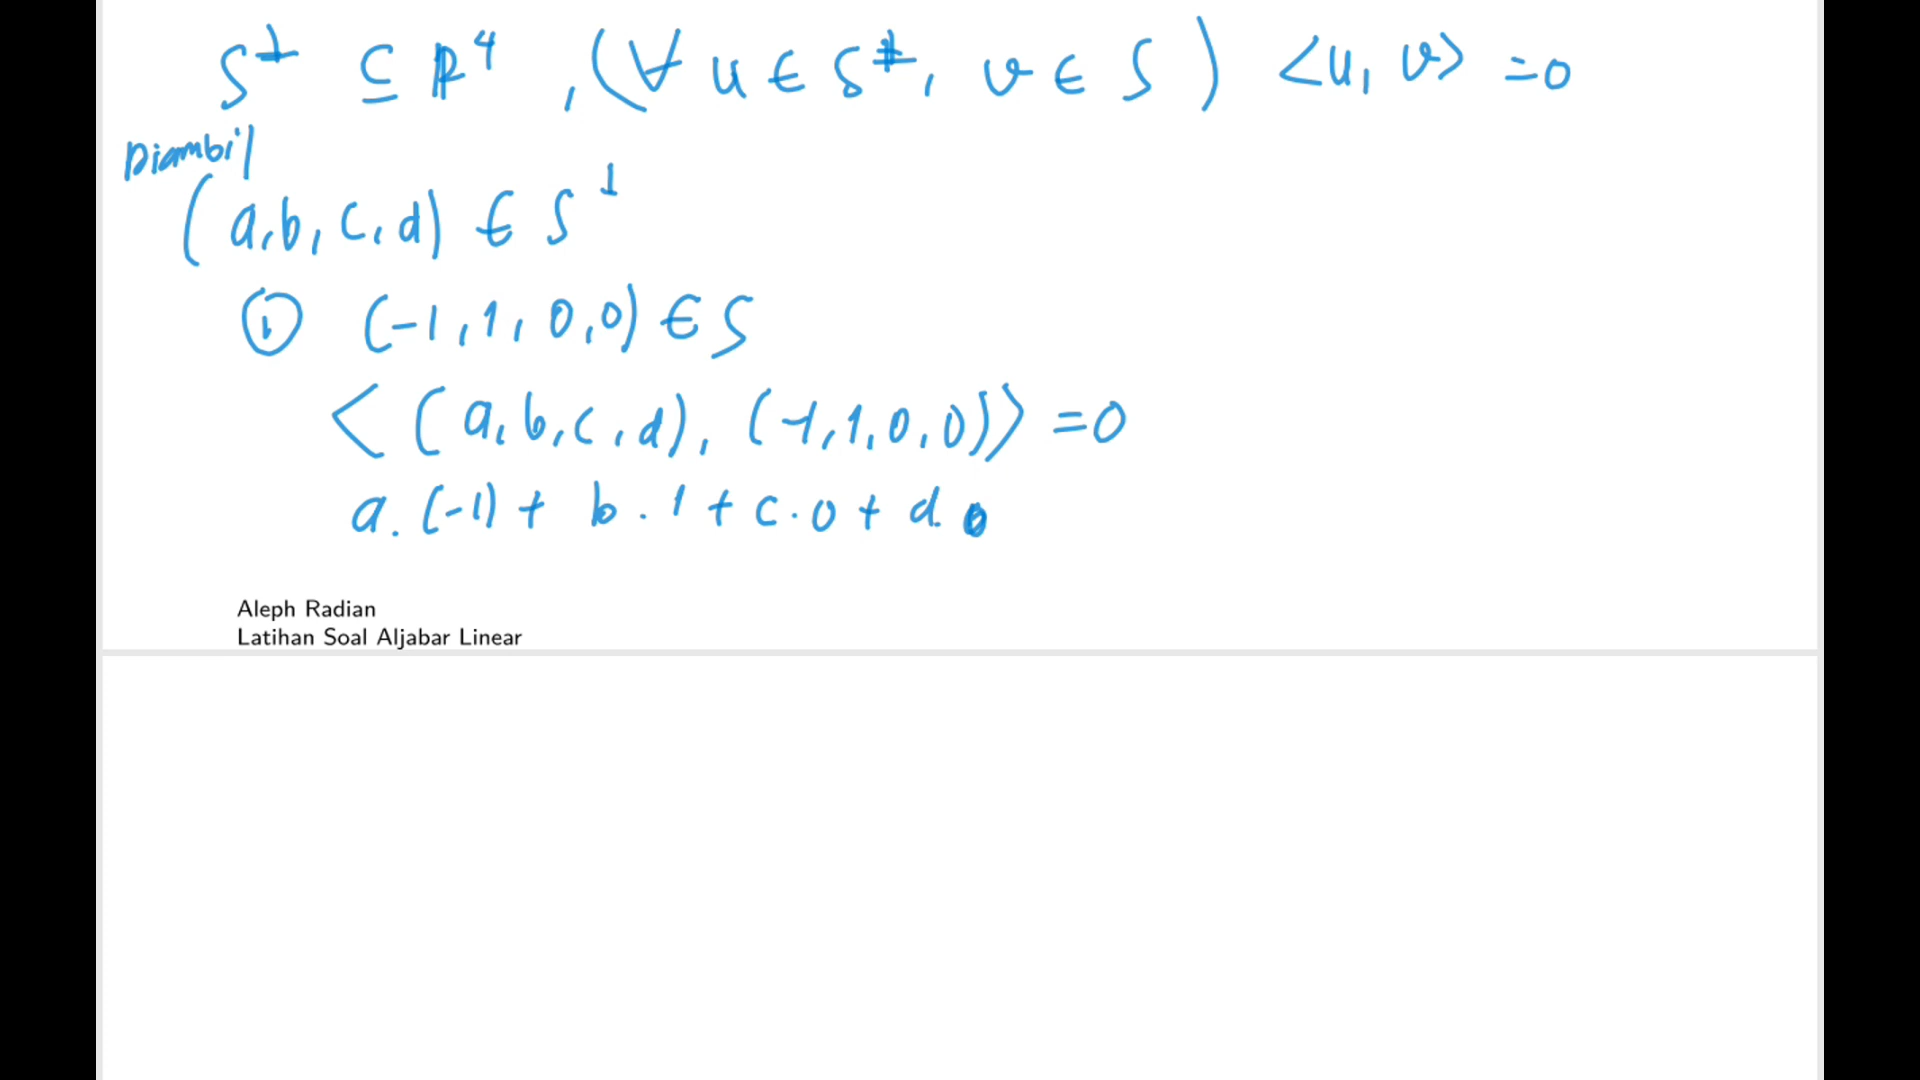 S⊥ ⊆ ℝ⁴, (∀ u ∈ S⊥, v ∈ S) <u, v> = 0
Diambil
(a, b, c, d) ∈ S⊥
① (-1, 1, 0, 0) ∈ S
< (a, b, c, d), (-1, 1, 0, 0)> = 0
a. (-1) + b . 1 + c . 0 + d. 0
Aleph Radian
Latihan Soal Aljabar Linear